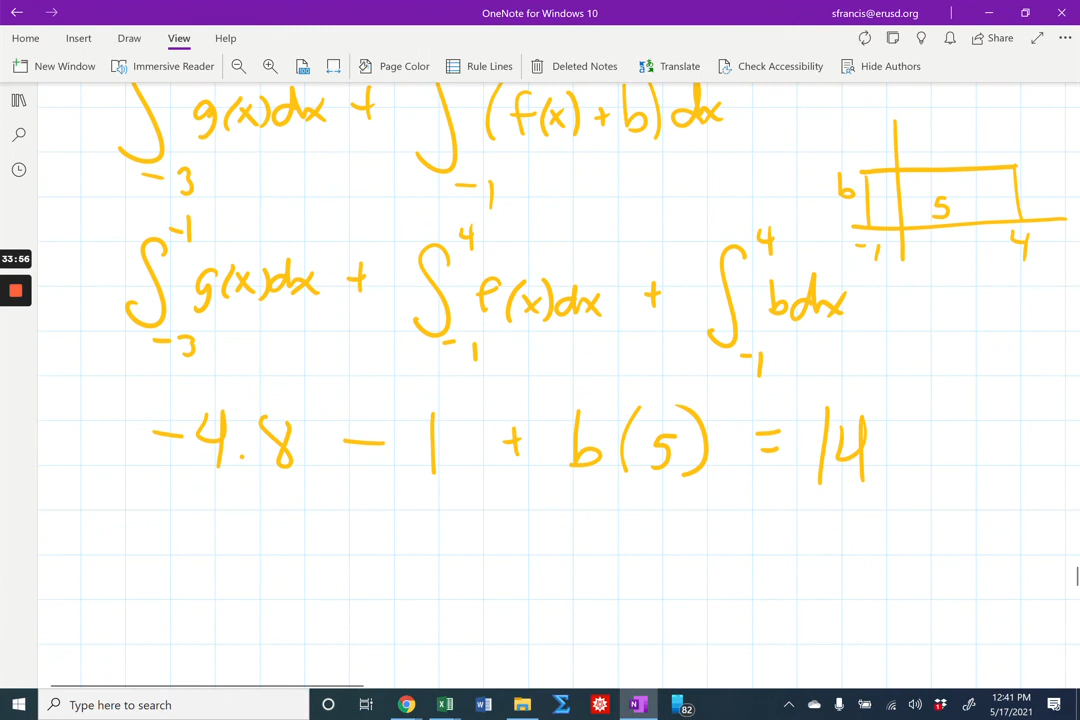 OneNote for Windows 10
sfrancis@erusd.org
Home Insert Draw View Help
Share
New Window Immersive Reader Page Color Rule Lines Deleted Notes Translate Check Accessibility Hide Authors
∫ g(x)dx + ∫ (f(x) + b) dx
-3 -1
b 5
-1 4
-1 4 4
∫ g(x)dx + ∫ f(x)dx + ∫ bdx
-3 -1 -1
33:56
-4.8 - 1 + b(5) = 14
Type here to search
82
12:41 PM
5/17/2021